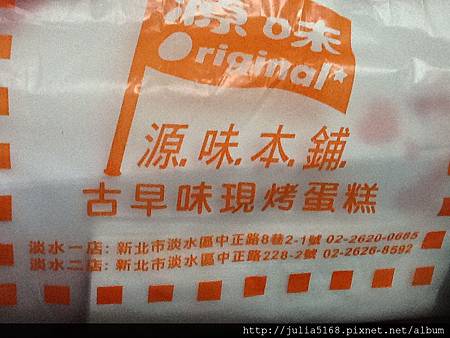 源味
Original
源.味.本.鋪.
古早味現烤蛋糕
淡水一店: 新北市淡水區中正路8巷2-1號 02-2620-0685
淡水二店: 新北市淡水區中正路228-2號 02-2626-8592
http://julia5168.pixnet.net/album